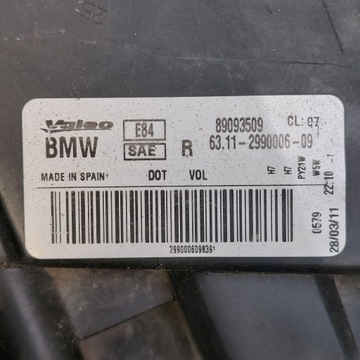 Valeo E84 89093509 CL: 07
BMW SAE R 63.11-2990006-09
MADE IN SPAIN DOT VOL
H7 H7 PY21W W5W
22:10
299000609839
0579
28/03/11